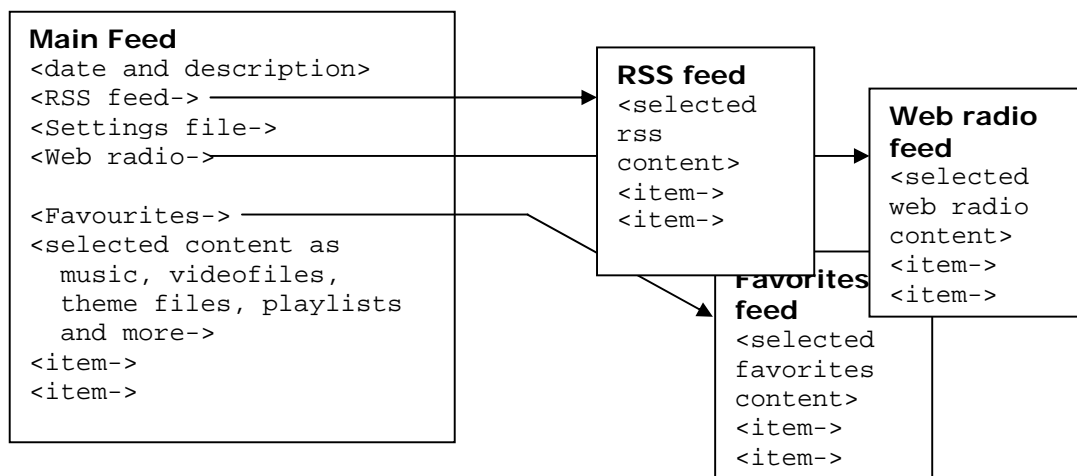 Main Feed
<date and description>
<RSS feed->
<Settings file->
<Web radio->
<Favourites->
<selected content as
music, videofiles,
theme files, playlists
and more->
<item->
<item->
RSS feed
<selected
rss
content>
<item->
<item->
Web radio
feed
<selected
web radio
content>
<item->
<item->
Favorites
feed
<selected
favorites
content>
<item->
<item->